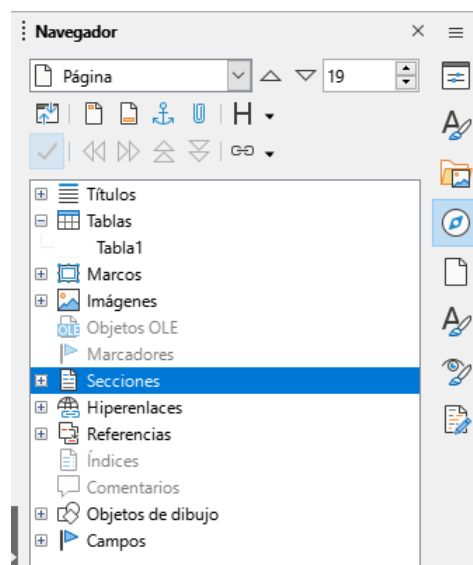 Navegador
Página 19
H
Títulos
Tablas
Tabla1
Marcos
Imágenes
OLE Objetos OLE
Marcadores
Secciones
Hiperenlaces
Referencias
Índices
Comentarios
Objetos de dibujo
Campos